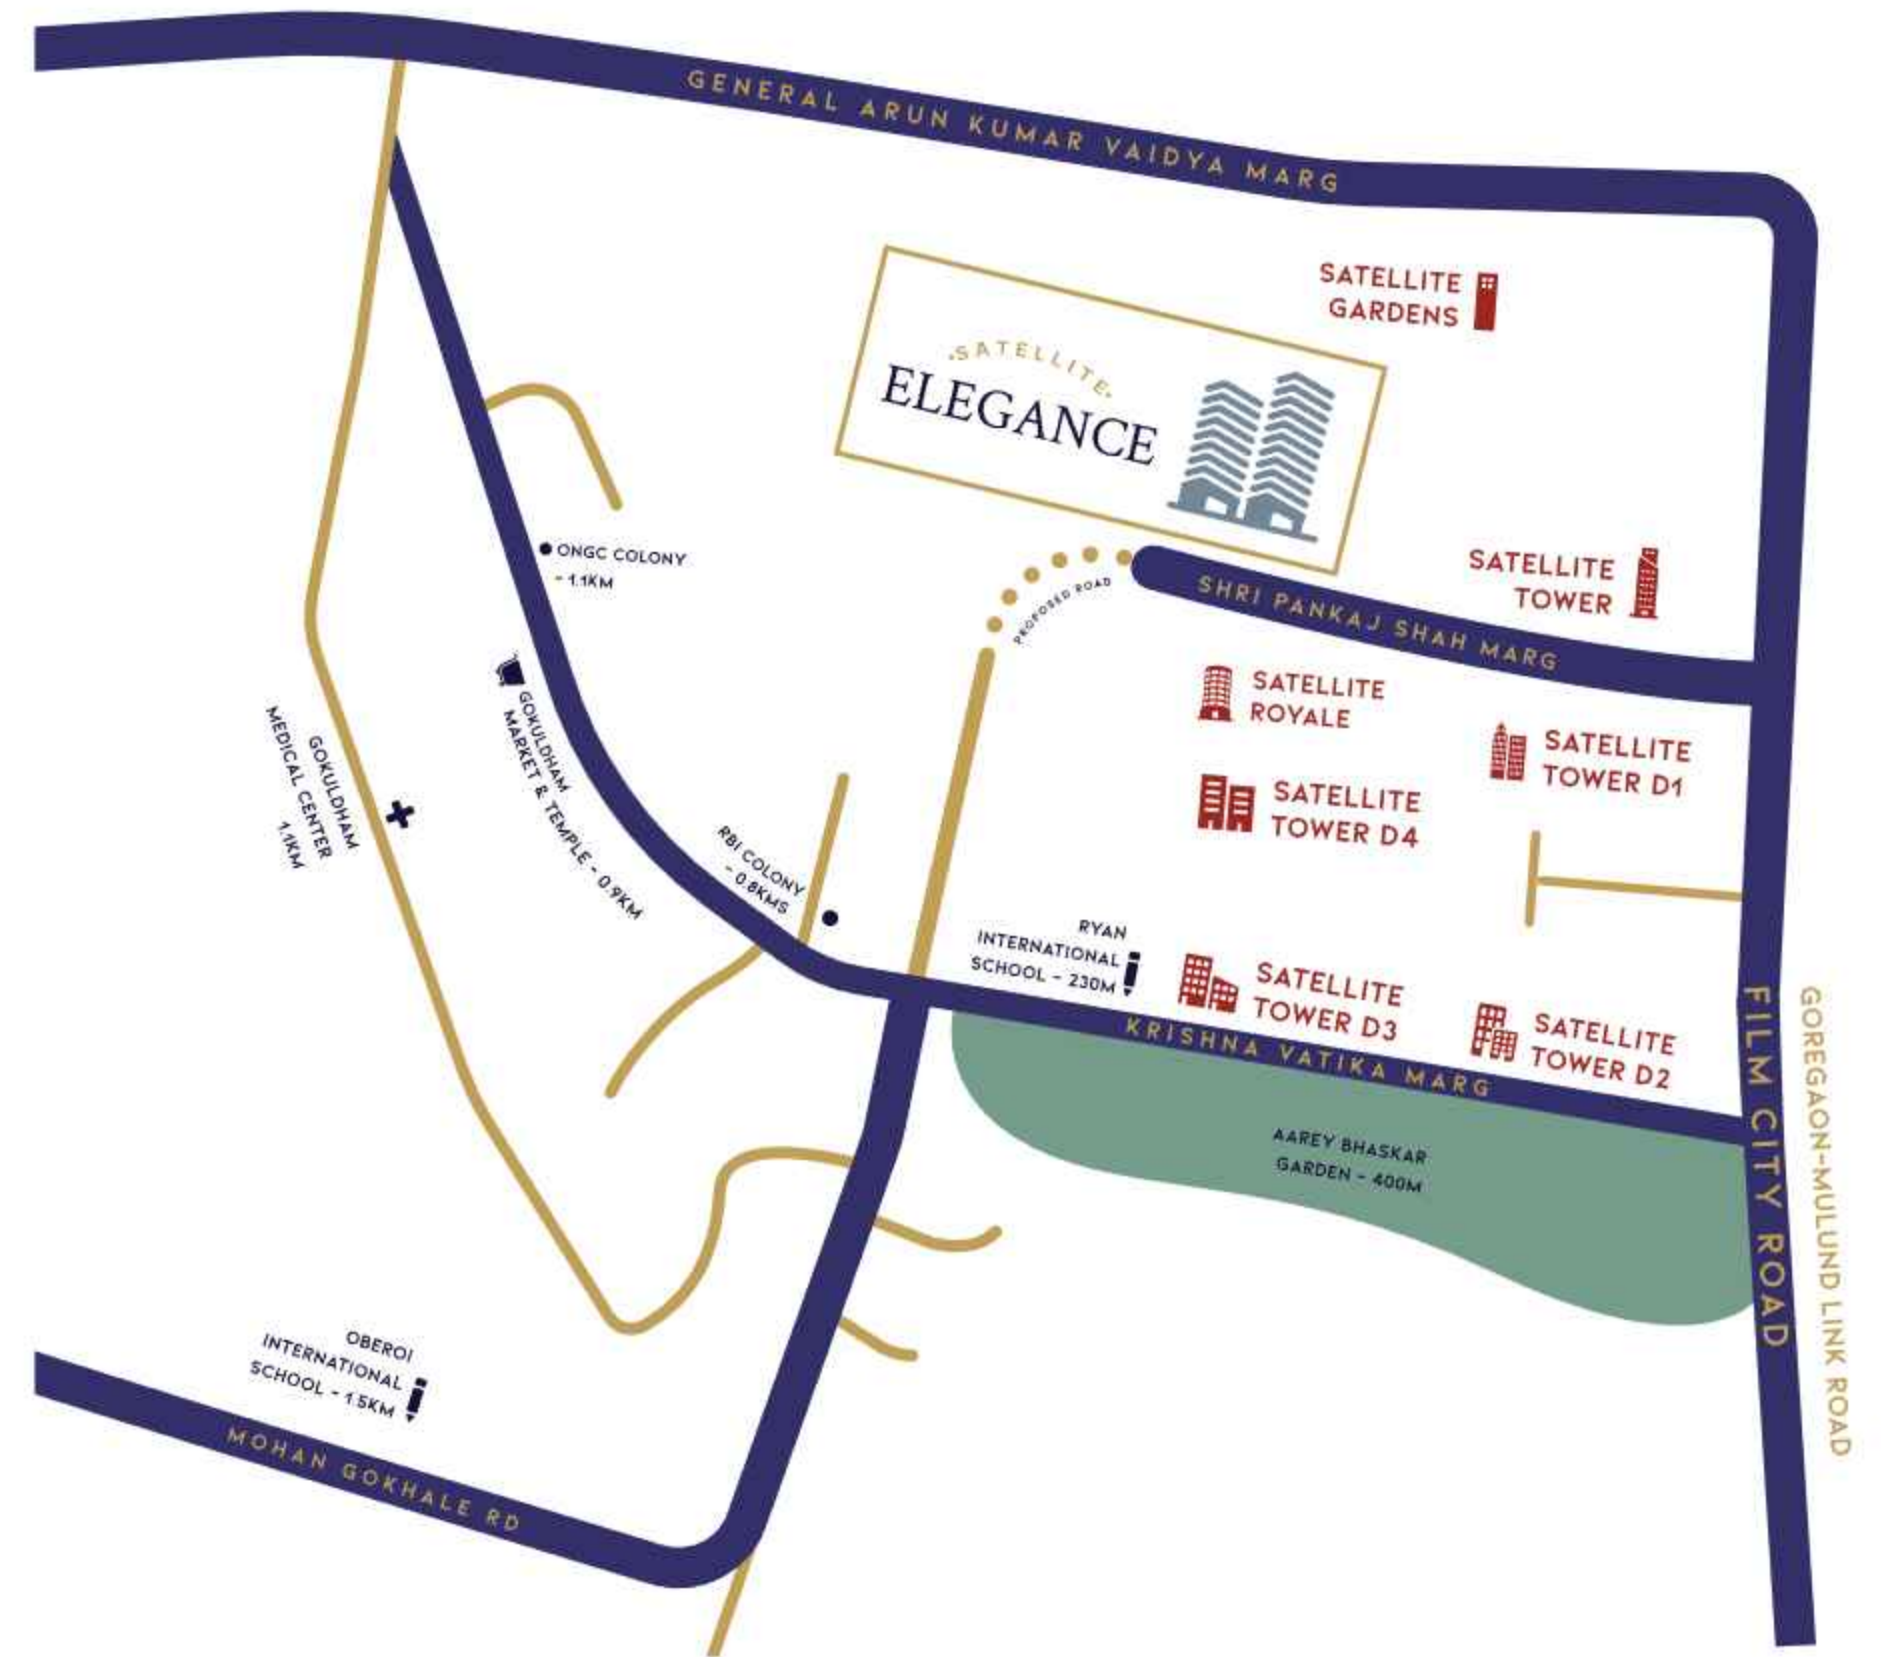 GENERAL ARUN KUMAR VAIDYA MARG
SATELLITE
GARDENS
SATELLITE
ELEGANCE
ONGC COLONY
- 1.1KM
PROPOSED ROAD
SHRI PANKAJ SHAH MARG
SATELLITE
TOWER
SATELLITE
ROYALE
SATELLITE
TOWER D1
SATELLITE
TOWER D4
GOKULDHAM
MEDICAL CENTER
1.1KM
GOKULDHAM
MARKET & TEMPLE - 0.9KM
RBI COLONY
- 0.8KMS
RYAN
INTERNATIONAL
SCHOOL - 230M
SATELLITE
TOWER D3
SATELLITE
TOWER D2
KRISHNA VATIKA MARG
AAREY BHASKAR
GARDEN - 400M
FILM CITY ROAD
GOREGAON-MULUND LINK ROAD
OBEROI
INTERNATIONAL
SCHOOL - 1.5KM
MOHAN GOKHALE RD